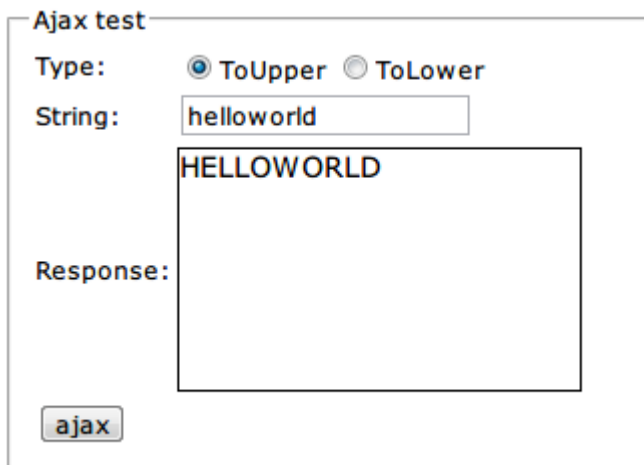 Ajax test
Type: ToUpper ToLower
String: helloworld
HELLOWORLD
Response:
ajax